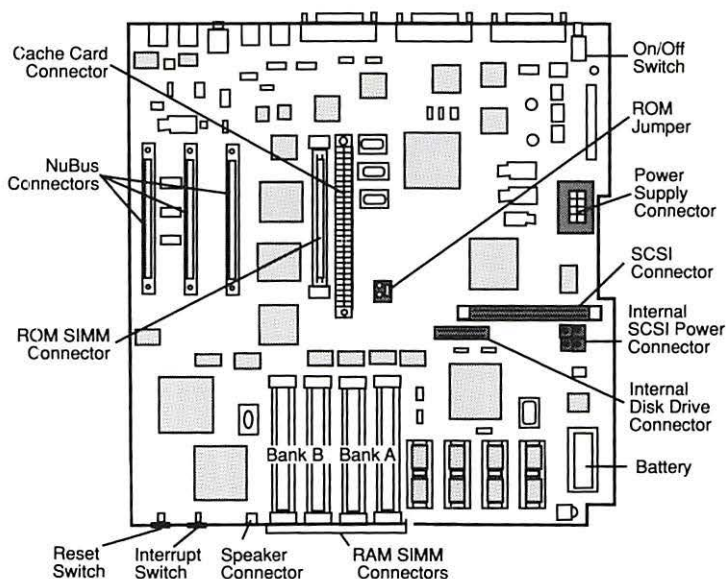 Cache Card
Connector
NuBus
Connectors
ROM SIMM
Connector
On/Off
Switch
ROM
Jumper
Power
Supply
Connector
SCSI
Connector
Internal
SCSI Power
Connector
Internal
Disk Drive
Connector
Battery
Bank B
Bank A
Reset
Switch
Interrupt
Switch
Speaker
Connector
RAM SIMM
Connectors